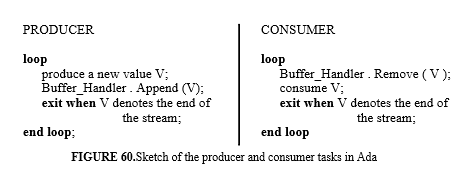 PRODUCER
loop
produce a new value V;
Buffer_Handler . Append (V);
exit when V denotes the end of
the stream;
end loop;
CONSUMER
loop
Buffer_Handler . Remove ( V );
consume V;
exit when V denotes the end of
the stream;
end loop
FIGURE 60.Sketch of the producer and consumer tasks in Ada